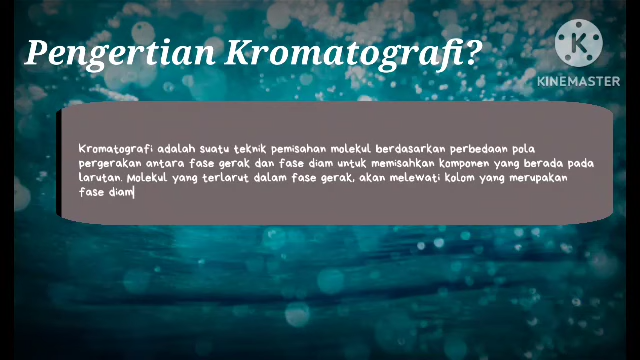 Pengertian Kromatografi?
K
KINEMASTER
Kromatografi adalah suatu teknik pemisahan molekul berdasarkan perbedaan pola
pergerakan antara fase gerak dan fase diam untuk memisahkan komponen yang berada pada
larutan. Molekul yang terlarut dalam fase gerak, akan melewati kolom yang merupakan
fase diam